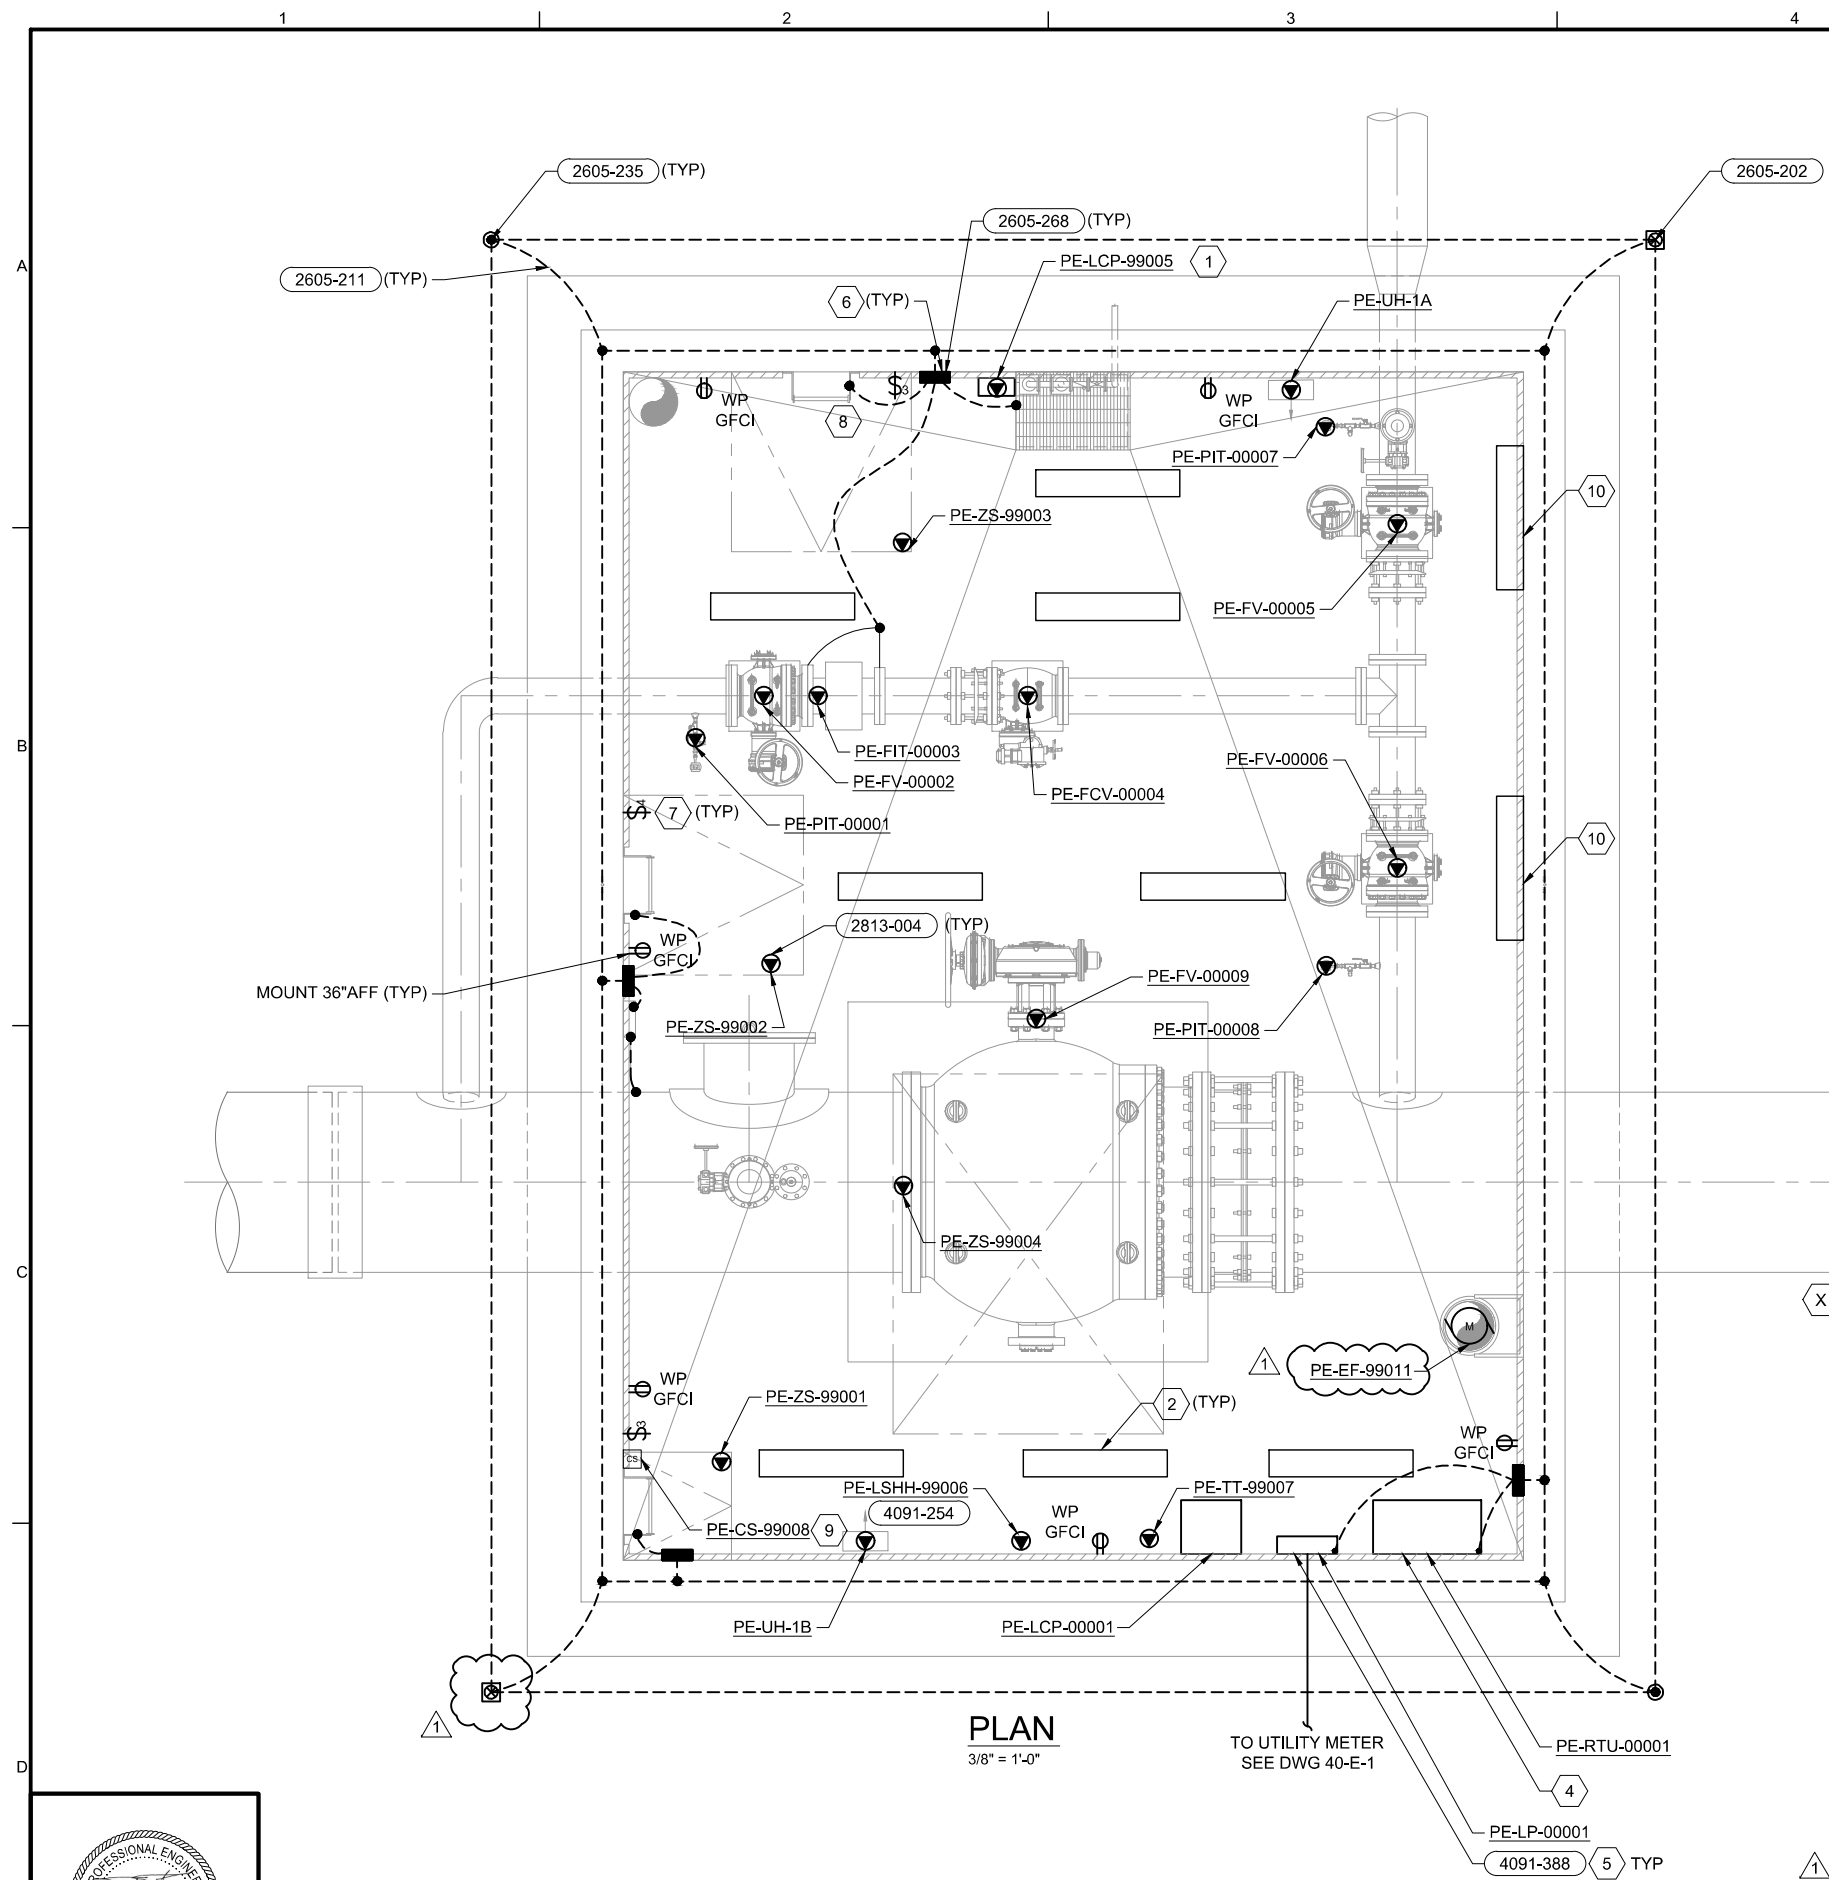 1 2 3 4
2605-235 (TYP)
2605-202
2605-268 (TYP)
A
PE-LCP-99005 1
2605-211 (TYP)
6 (TYP)
PE-UH-1A
$3
WP
GFCI
8
WP
GFCI
PE-PIT-00007
10
PE-ZS-99003
PE-FV-00005
B
PE-FIT-00003
PE-FV-00002
PE-FV-00006
PE-FCV-00004
$4
7 (TYP)
PE-PIT-00001
10
2813-004 (TYP)
WP
GFCI
PE-FV-00009
MOUNT 36"AFF (TYP)
PE-ZS-99002
PE-PIT-00008
PE-ZS-99004
C
X
M
1
PE-EF-99011
WP
GFCI
PE-ZS-99001
2 (TYP)
$3
WP
GFCI
CS
PE-LSHH-99006
PE-TT-99007
4091-254
WP
GFCI
PE-CS-99008 9
PE-UH-1B
PE-LCP-00001
1
PLAN
3/8" = 1'-0"
TO UTILITY METER
SEE DWG 40-E-1
PE-RTU-00001
D
4
PE-LP-00001
4091-388 5 TYP
1
PROFESSIONAL ENGINEER